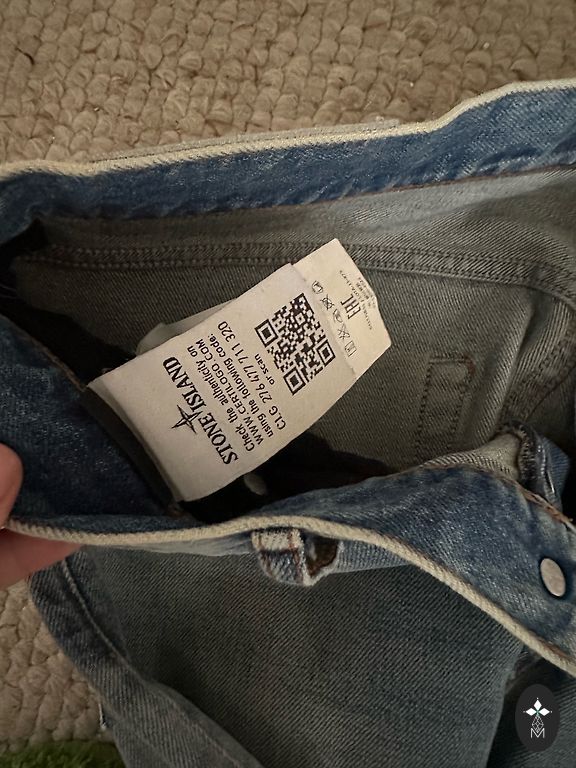 STONE ISLAND
Check the authenticity on
WWW.CERTILOGO.COM
using the following code:
CLG 276 477 711 320
or scan
EAC
M